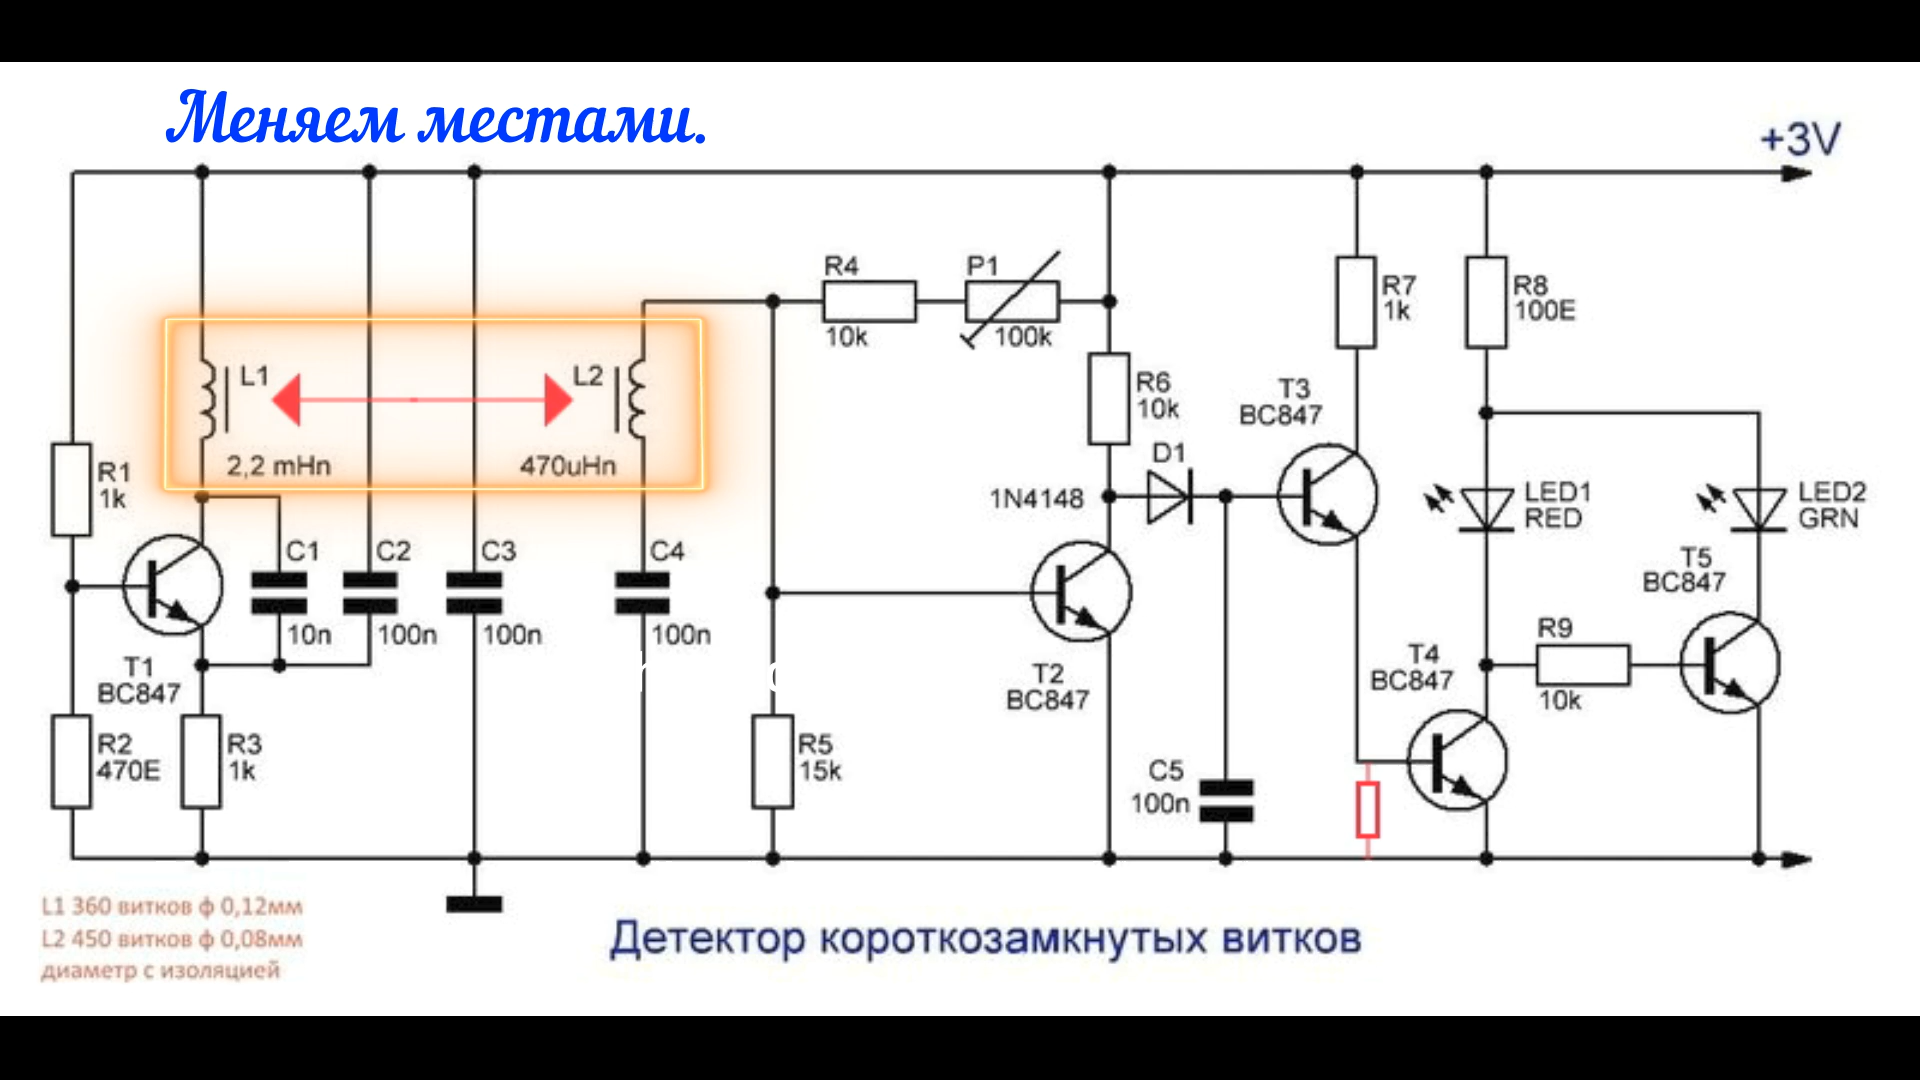 Меняем местами.
+3V
R4
10k
P1
100k
R7
1k
R8
100E
L1
2,2 mHn
L2
470uHn
R6
10k
T3
BC847
D1
1N4148
R1
1k
LED1
RED
LED2
GRN
C1
10n
C2
100n
C3
100n
C4
100n
T5
BC847
T1
BC847
T2
BC847
T4
BC847
R9
10k
R2
470E
R3
1k
R5
15k
C5
100n
L1 360 витков ф 0,12мм
L2 450 витков ф 0,08мм
диаметр с изоляцией
Детектор короткозамкнутых витков